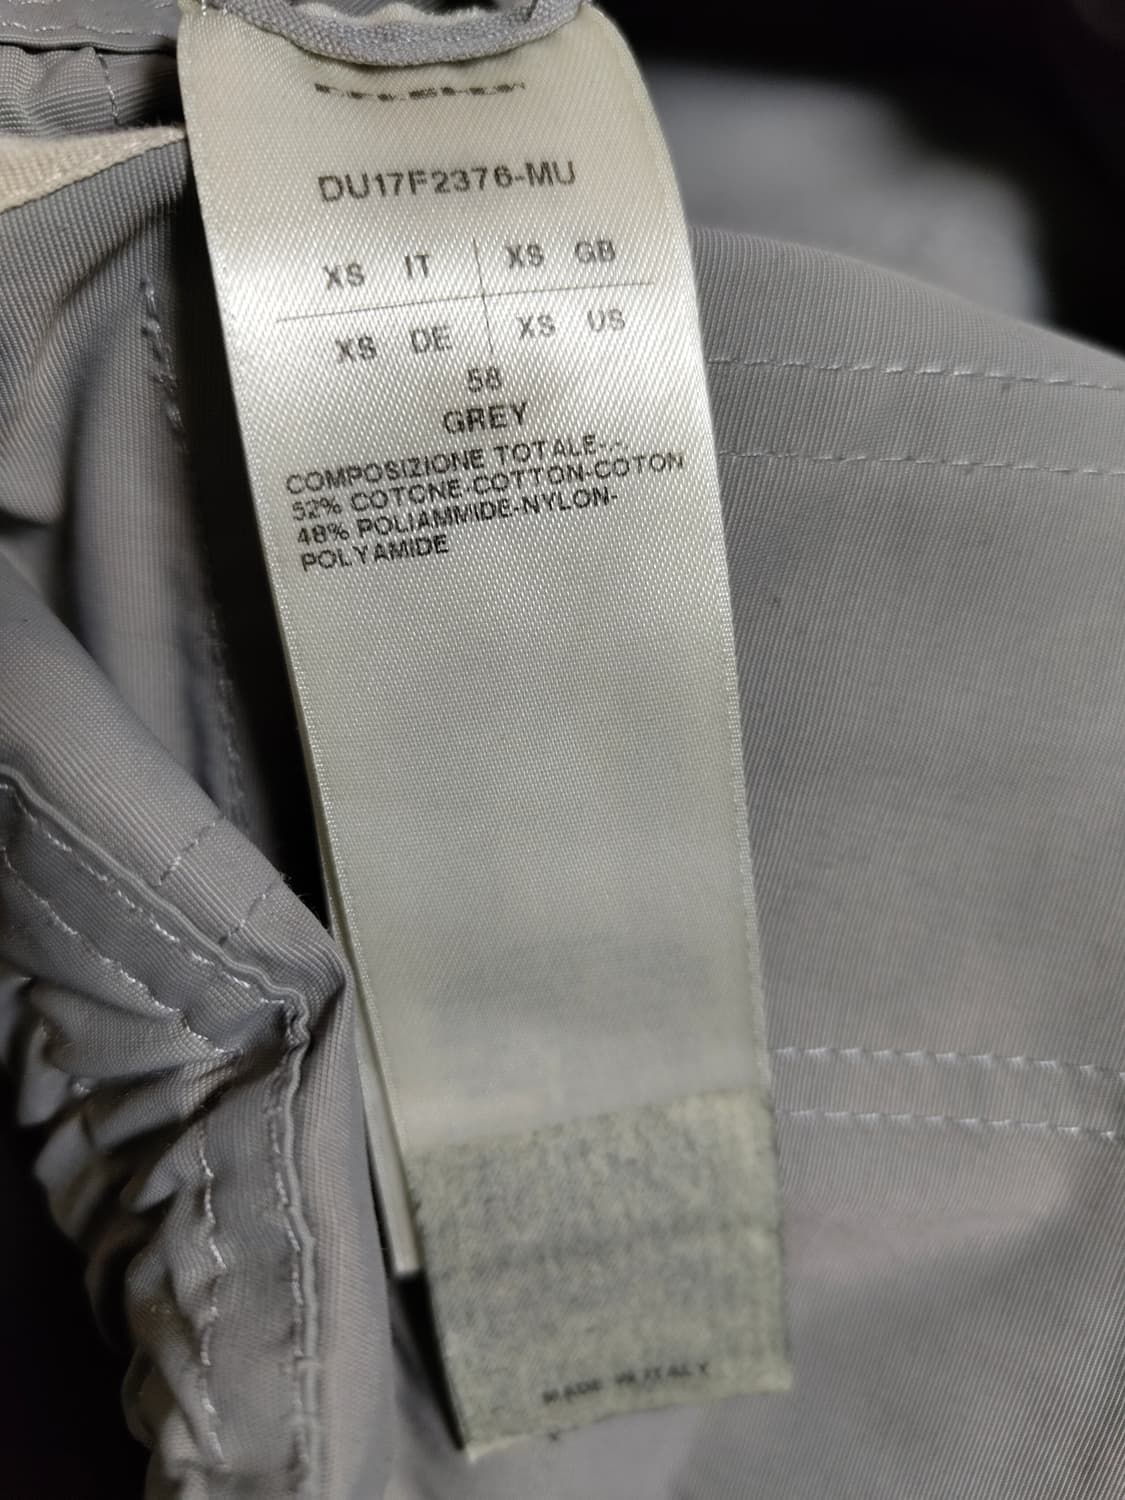 DU17F2376-MU
XS IT XS GB
XS DE XS US
58
GREY
COMPOSIZIONE TOTALE- -
52% COTONE-COTTON-COTON
48% POLIAMMIDE-NYLON-
POLYAMIDE
MADE IN ITALY